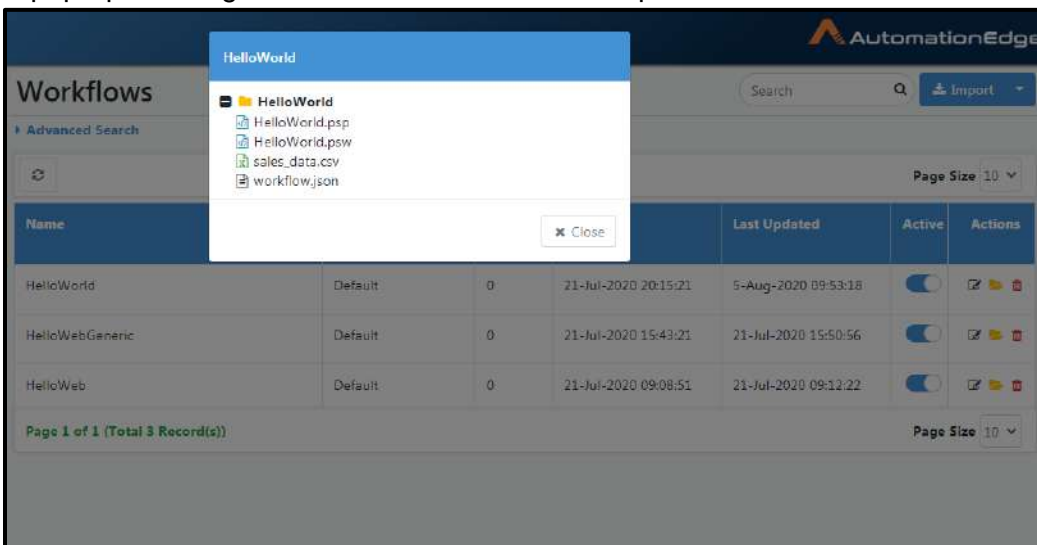 AutomationEdge
HelloWorld
Workflows
Search
Import
HelloWorld
HelloWorld.psp
HelloWorld.psw
sales_data.csv
workflow.json
Advanced Search
Page Size 10
Close
Name
Last Updated
Active
Actions
HelloWorld Default 0 21-Jul-2020 20:15:21 5-Aug-2020 09:53:18
HelloWebGeneric Default 0 21-Jul-2020 15:43:21 21-Jul-2020 15:50:56
HelloWeb Default 0 21-Jul-2020 09:08:51 21-Jul-2020 09:12:22
Page 1 of 1 (Total 3 Record(s))
Page Size 10